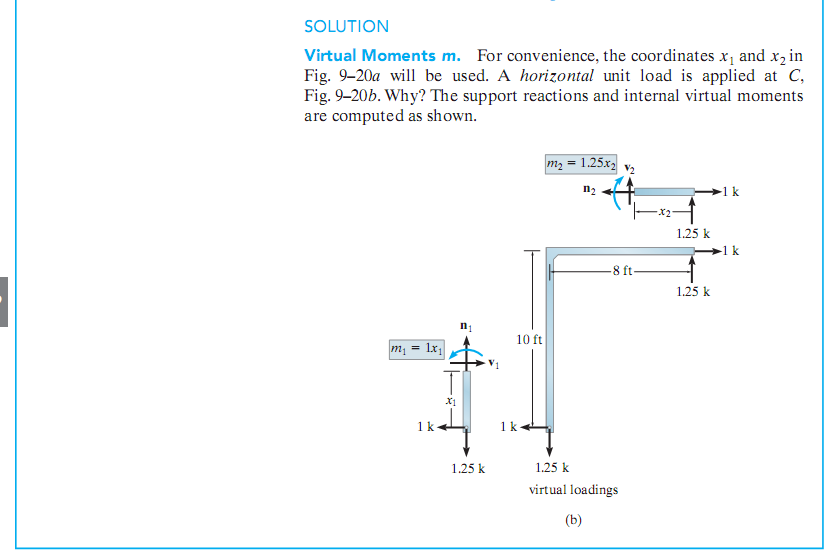 SOLUTION
Virtual Moments m. For convenience, the coordinates x₁ and x₂ in
Fig. 9–20a will be used. A horizontal unit load is applied at C,
Fig. 9–20b. Why? The support reactions and internal virtual moments
are computed as shown.
m₂ = 1.25x₂
v₂
n₂
1 k
x₂
1.25 k
1 k
8 ft
1.25 k
n₁
10 ft
m₁ = 1x₁
v₁
x₁
1 k
1 k
1.25 k
1.25 k
virtual loadings
(b)